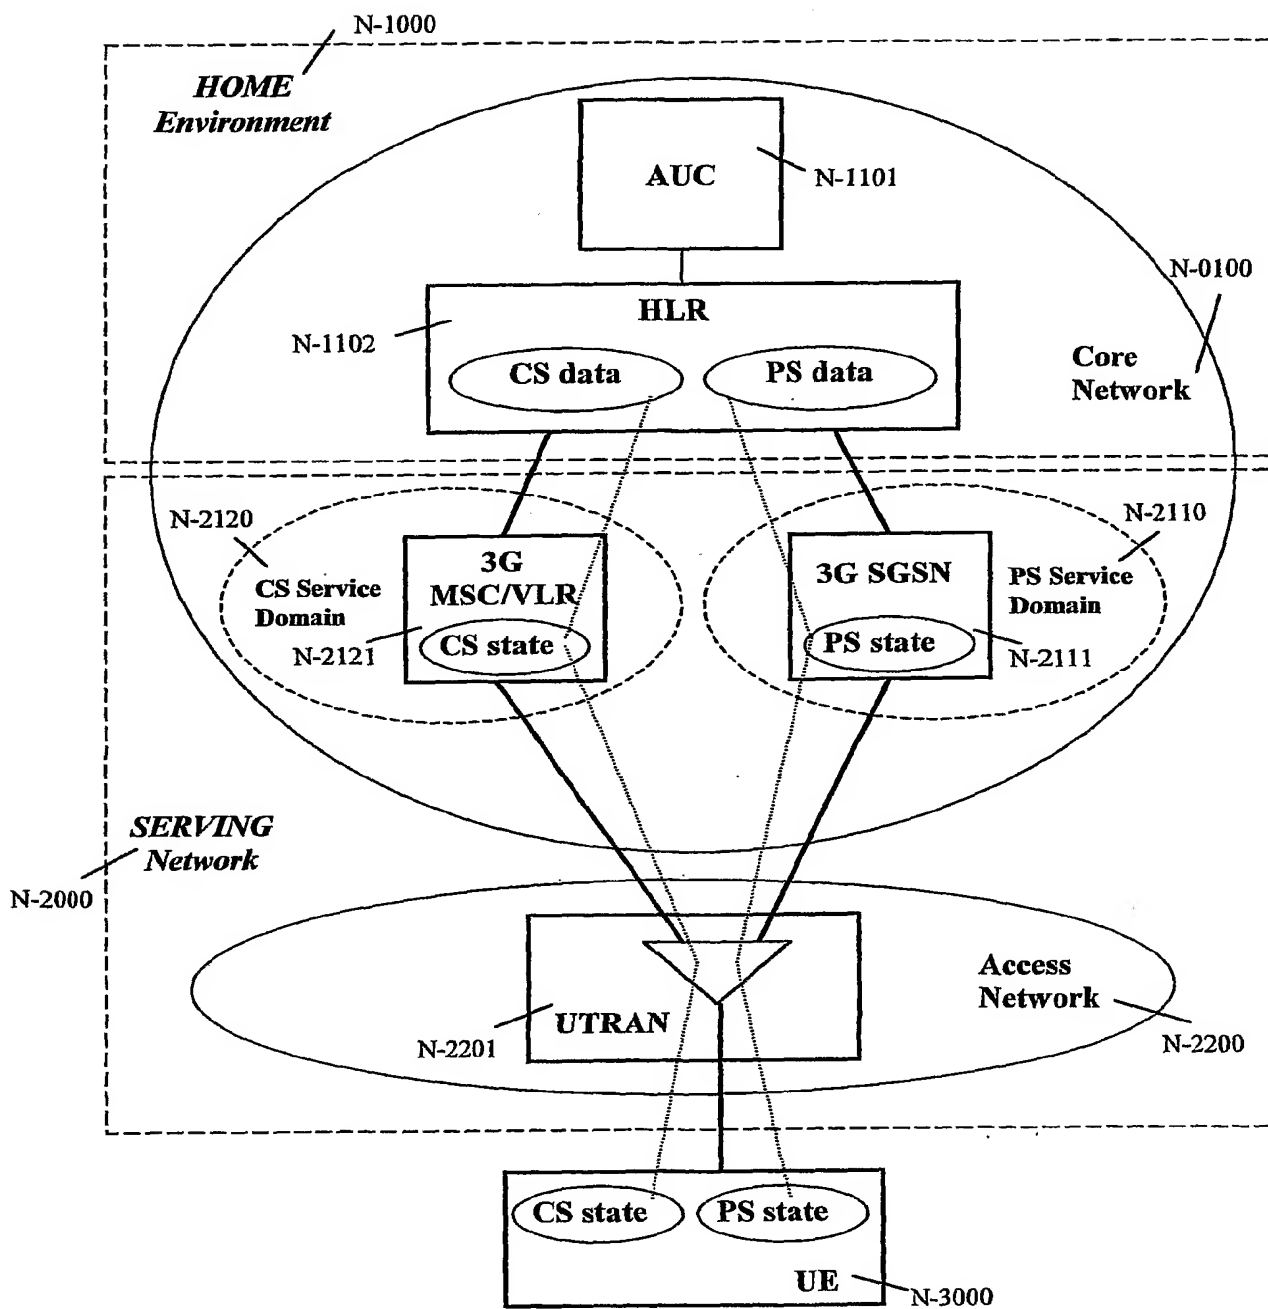 N-1000
HOME
Environment
AUC
N-1101
N-0100
HLR
N-1102
CS data
PS data
Core
Network
N-2120
N-2110
3G
MSC/VLR
3G SGSN
CS Service
Domain
PS Service
Domain
N-2121
CS state
PS state
N-2111
SERVING
Network
N-2000
Access
Network
UTRAN
N-2201
N-2200
CS state
PS state
UE
N-3000